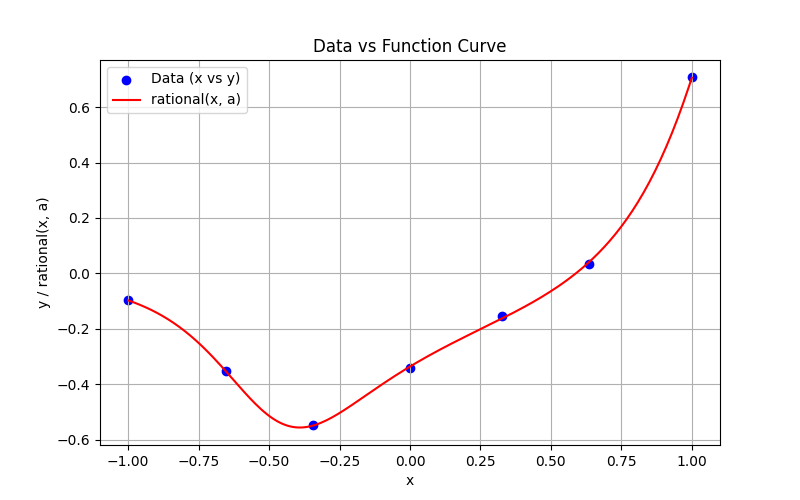 Data vs Function Curve
Data (x vs y)
rational(x, a)
y / rational(x, a)
0.6
0.4
0.2
0.0
−0.2
−0.4
−0.6
−1.00 −0.75 −0.50 −0.25 0.00 0.25 0.50 0.75 1.00
x